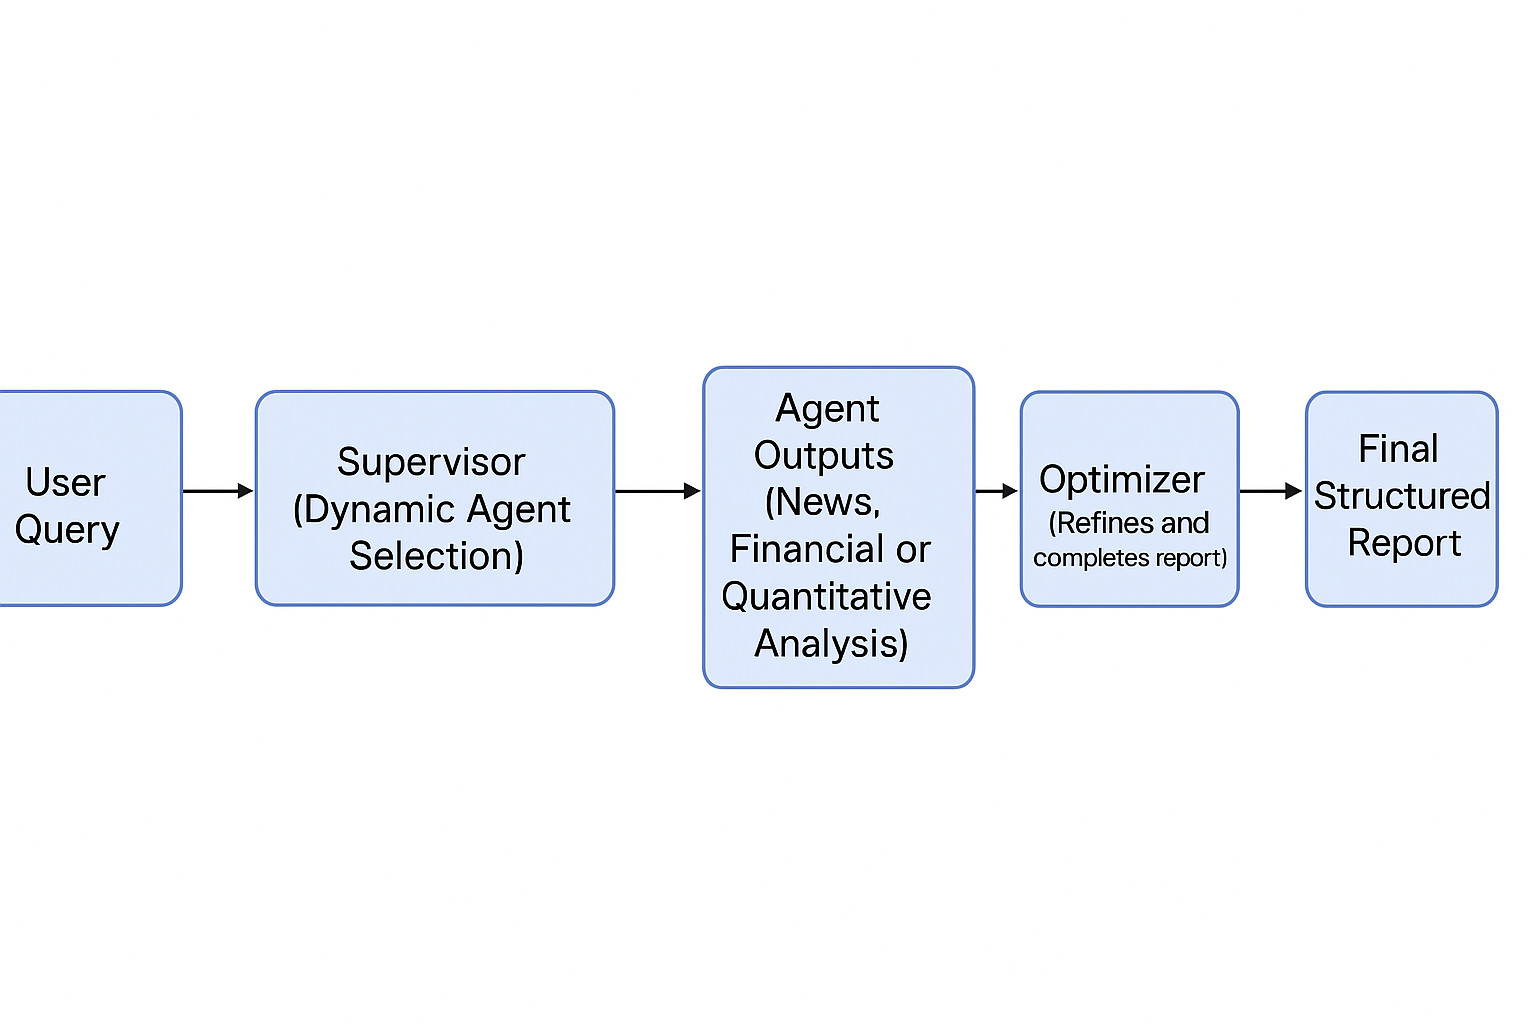 User
Query
Supervisor
(Dynamic Agent
Selection)
Agent
Outputs
(News,
Financial or
Quantitative
Analysis)
Optimizer
(Refines and
completes report)
Final
Structured
Report